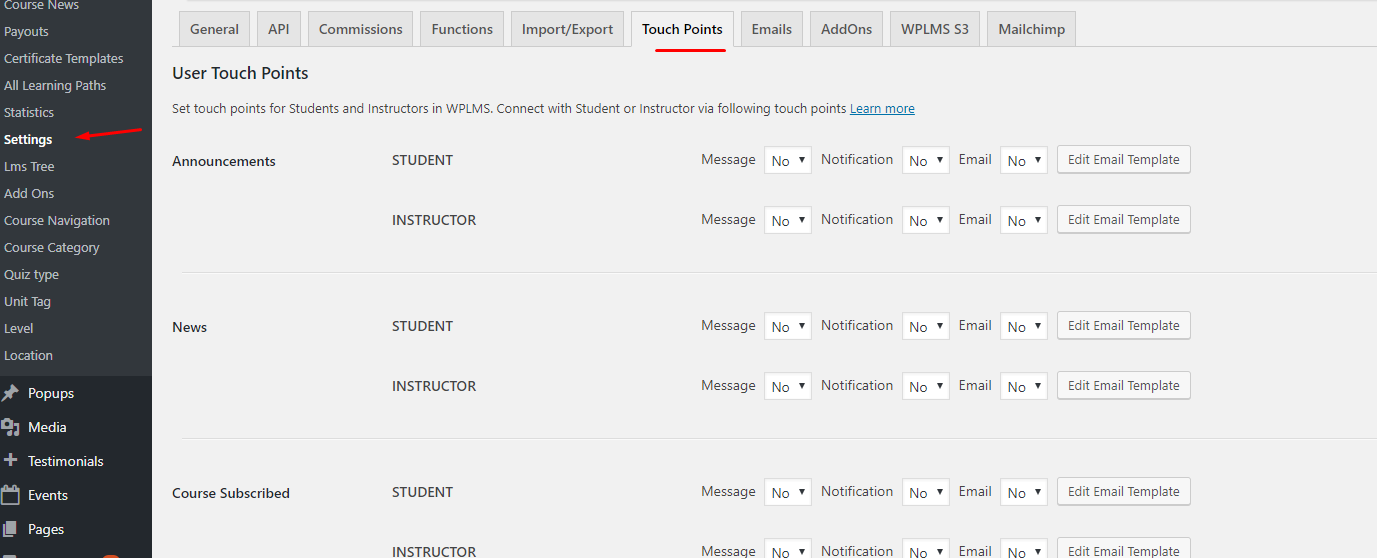 Course News
Payouts
Certificate Templates
All Learning Paths
Statistics
Settings
Lms Tree
Add Ons
Course Navigation
Course Category
Quiz type
Unit Tag
Level
Location
Popups
Media
Testimonials
Events
Pages
General API Commissions Functions Import/Export Touch Points Emails AddOns WPLMS S3 Mailchimp
User Touch Points
Set touch points for Students and Instructors in WPLMS. Connect with Student or Instructor via following touch points Learn more
Announcements STUDENT Message No Notification No Email No Edit Email Template
INSTRUCTOR Message No Notification No Email No Edit Email Template
News STUDENT Message No Notification No Email No Edit Email Template
INSTRUCTOR Message No Notification No Email No Edit Email Template
Course Subscribed STUDENT Message No Notification No Email No Edit Email Template
INSTRUCTOR Message No Notification No Email No Edit Email Template